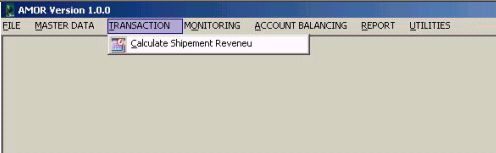 AMOR Version 1.0.0
FILE MASTER DATA TRANSACTION MONITORING ACCOUNT BALANCING REPORT UTILITIES
Calculate Shipement Reveneu